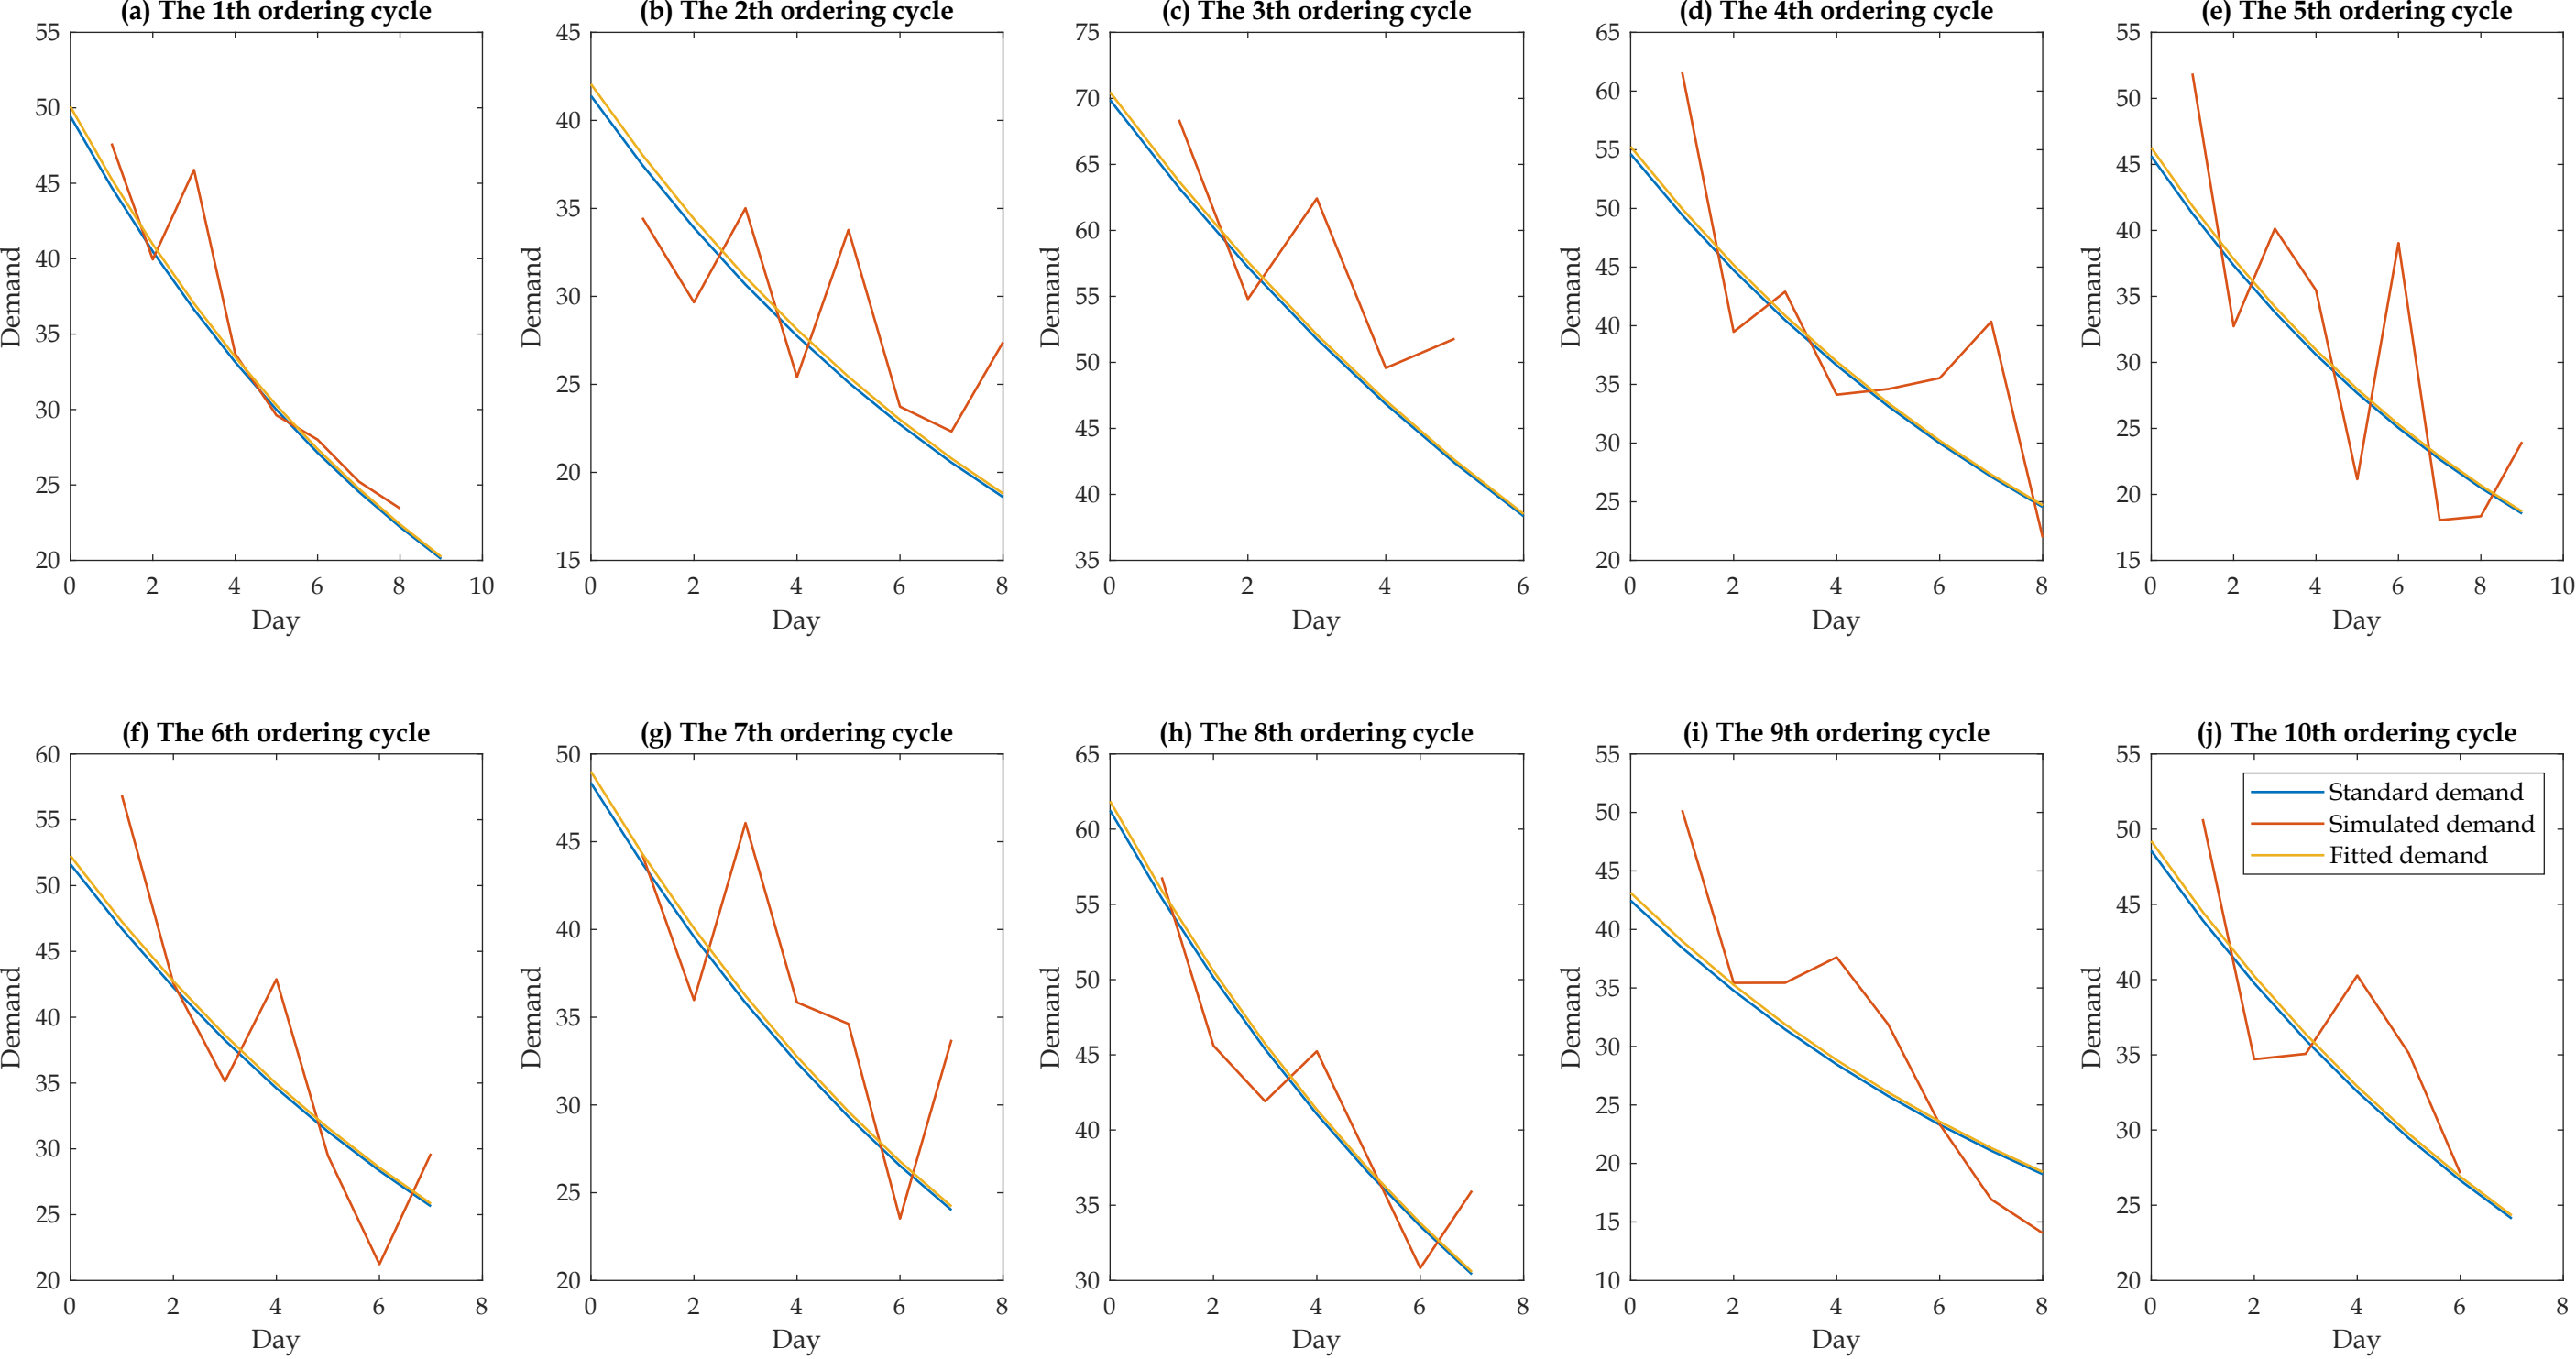 (a) The 1th ordering cycle
55
50
45
40
35
30
25
20
0 2 4 6 8 10
Demand
Day
(b) The 2th ordering cycle
45
40
35
30
25
20
15
0 2 4 6 8
Demand
Day
(c) The 3th ordering cycle
75
70
65
60
55
50
45
40
35
0 2 4 6
Demand
Day
(d) The 4th ordering cycle
65
60
55
50
45
40
35
30
25
20
0 2 4 6 8
Demand
Day
(e) The 5th ordering cycle
55
50
45
40
35
30
25
20
15
0 2 4 6 8 10
Demand
Day
(f) The 6th ordering cycle
60
55
50
45
40
35
30
25
20
0 2 4 6 8
Demand
Day
(g) The 7th ordering cycle
50
45
40
35
30
25
20
0 2 4 6 8
Demand
Day
(h) The 8th ordering cycle
65
60
55
50
45
40
35
30
0 2 4 6 8
Demand
Day
(i) The 9th ordering cycle
55
50
45
40
35
30
25
20
15
10
0 2 4 6 8
Demand
Day
(j) The 10th ordering cycle
55
50
45
40
35
30
25
20
0 2 4 6 8
Demand
Day
Standard demand
Simulated demand
Fitted demand